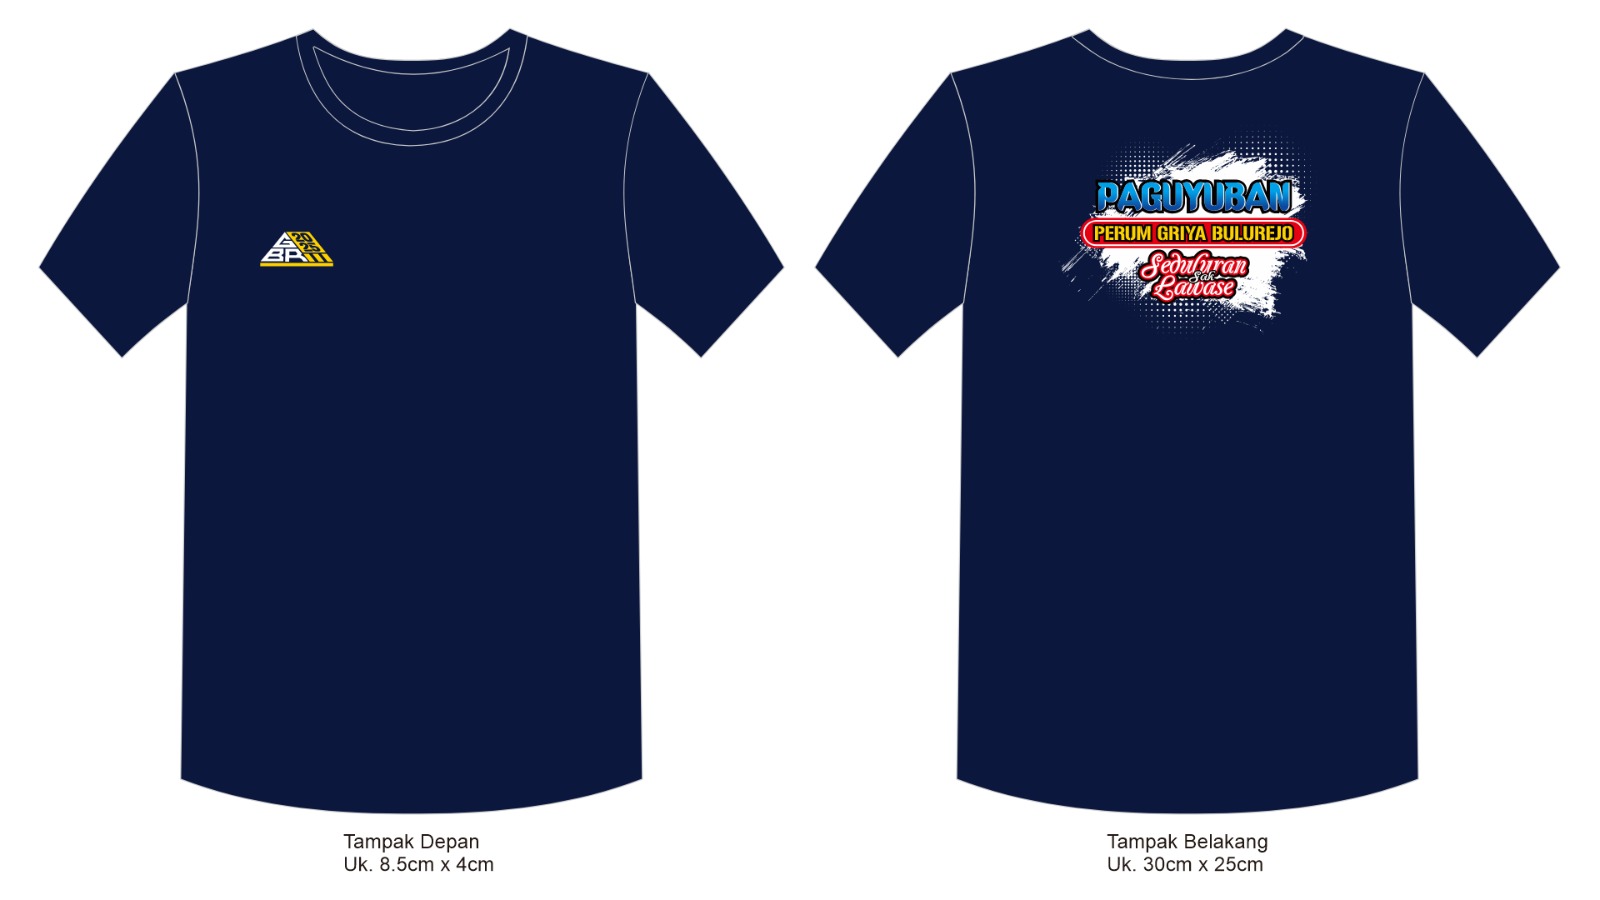 GBR
2022
PAGUYUBAN
PERUM GRIYA BULUREJO
Seduluran
Sak
Lawase
Tampak Depan
Uk. 8.5cm x 4cm
Tampak Belakang
Uk. 30cm x 25cm